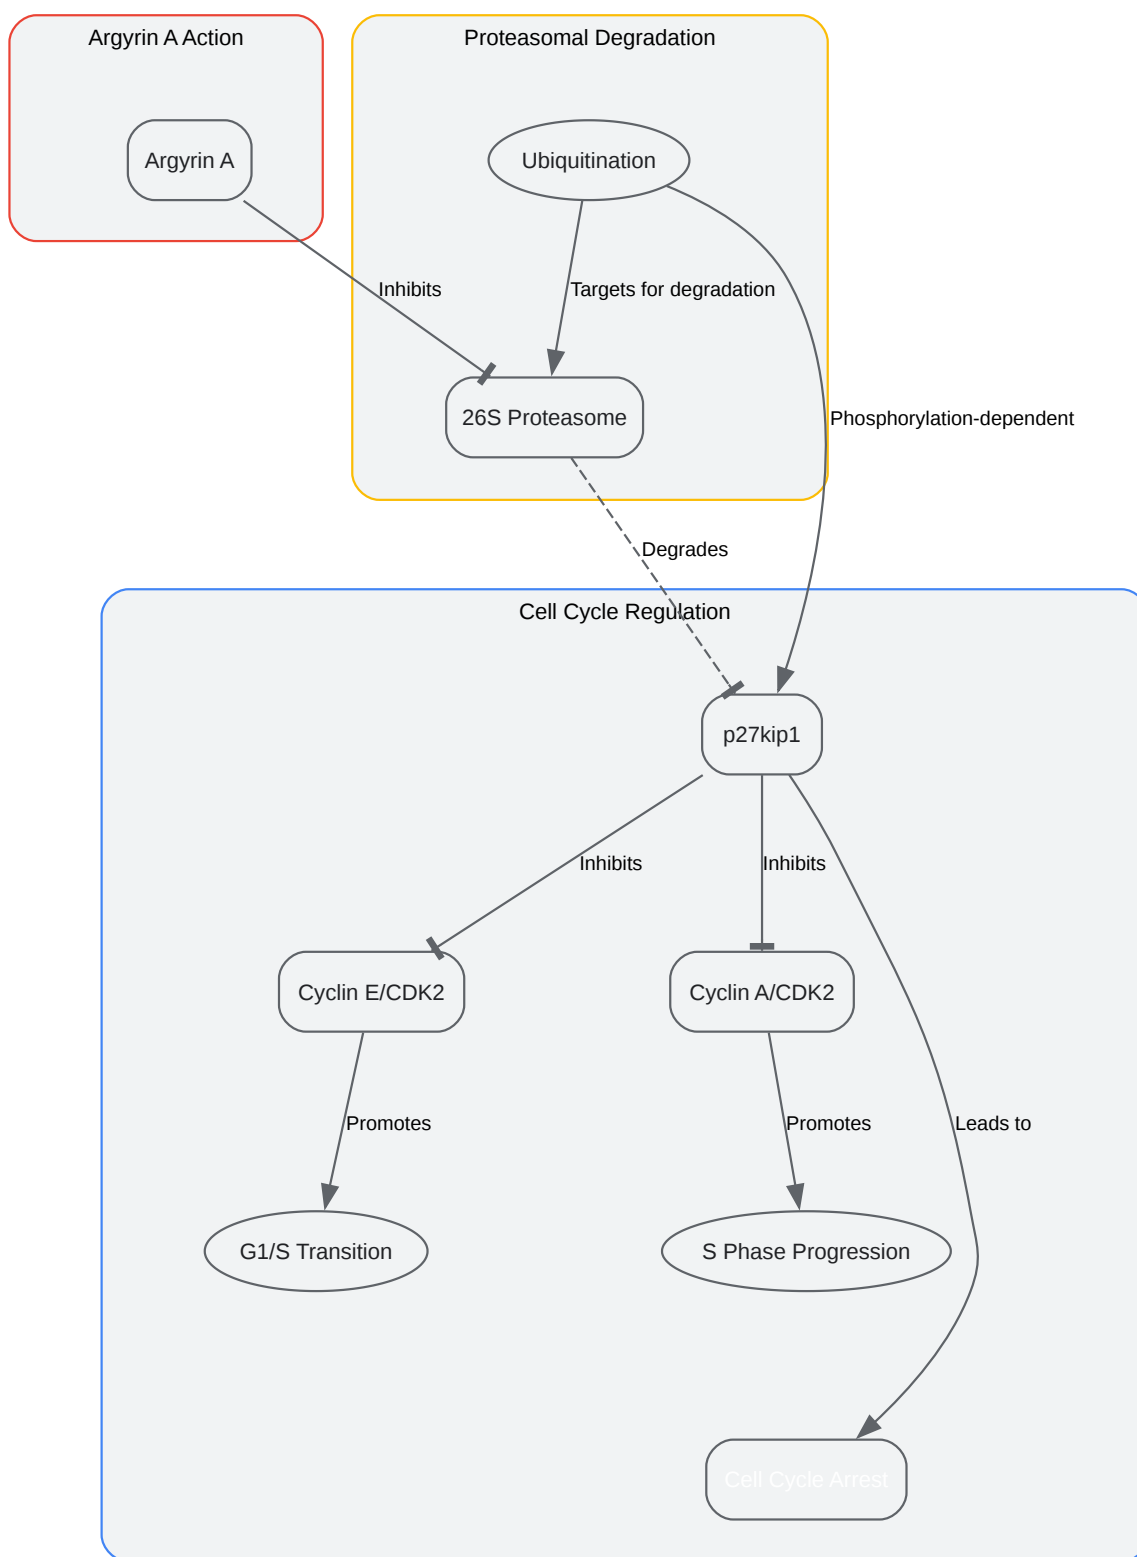 Argyrin A Action
Proteasomal Degradation
Argyrin A
Ubiquitination
Inhibits
Targets for degradation
26S Proteasome
Phosphorylation-dependent
Degrades
Cell Cycle Regulation
p27kip1
Inhibits
Inhibits
Cyclin E/CDK2
Cyclin A/CDK2
Promotes
Promotes
Leads to
G1/S Transition
S Phase Progression
Cell Cycle Arrest